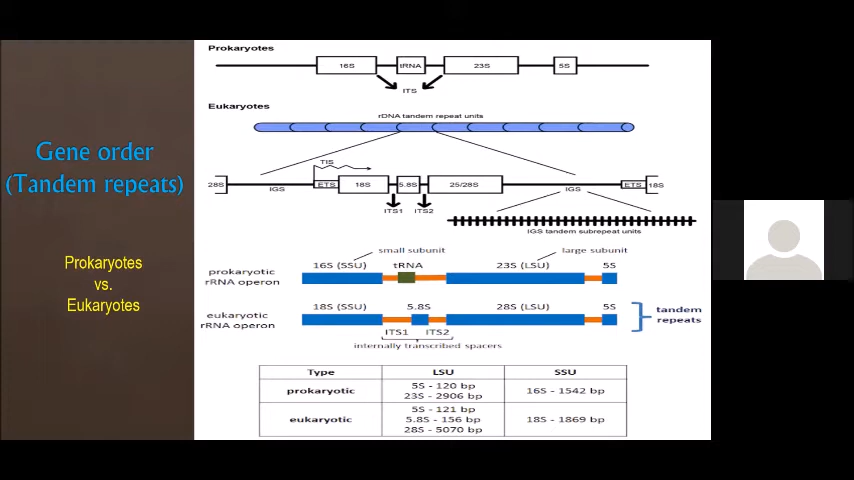 Gene order
(Tandem repeats)
Prokaryotes
vs.
Eukaryotes
Prokaryotes
16S tRNA 23S 5S
ITS
Eukaryotes
rDNA tandem repeat units
TIS
28S IGS ETS 18S 5.8S 25/28S IGS ETS 18S
ITS1 ITS2
IGS tandem subrepeat units
small subunit large subunit
16S (SSU) tRNA 23S (LSU) 5S
prokaryotic
rRNA operon
18S (SSU) 5.8S 28S (LSU) 5S
eukaryotic
rRNA operon
tandem
repeats
ITS1 ITS2
internally transcribed spacers
Type LSU SSU
prokaryotic
5S - 120 bp
23S - 2906 bp
16S - 1542 bp
eukaryotic
5S - 121 bp
5.8S - 156 bp
28S - 5070 bp
18S - 1869 bp